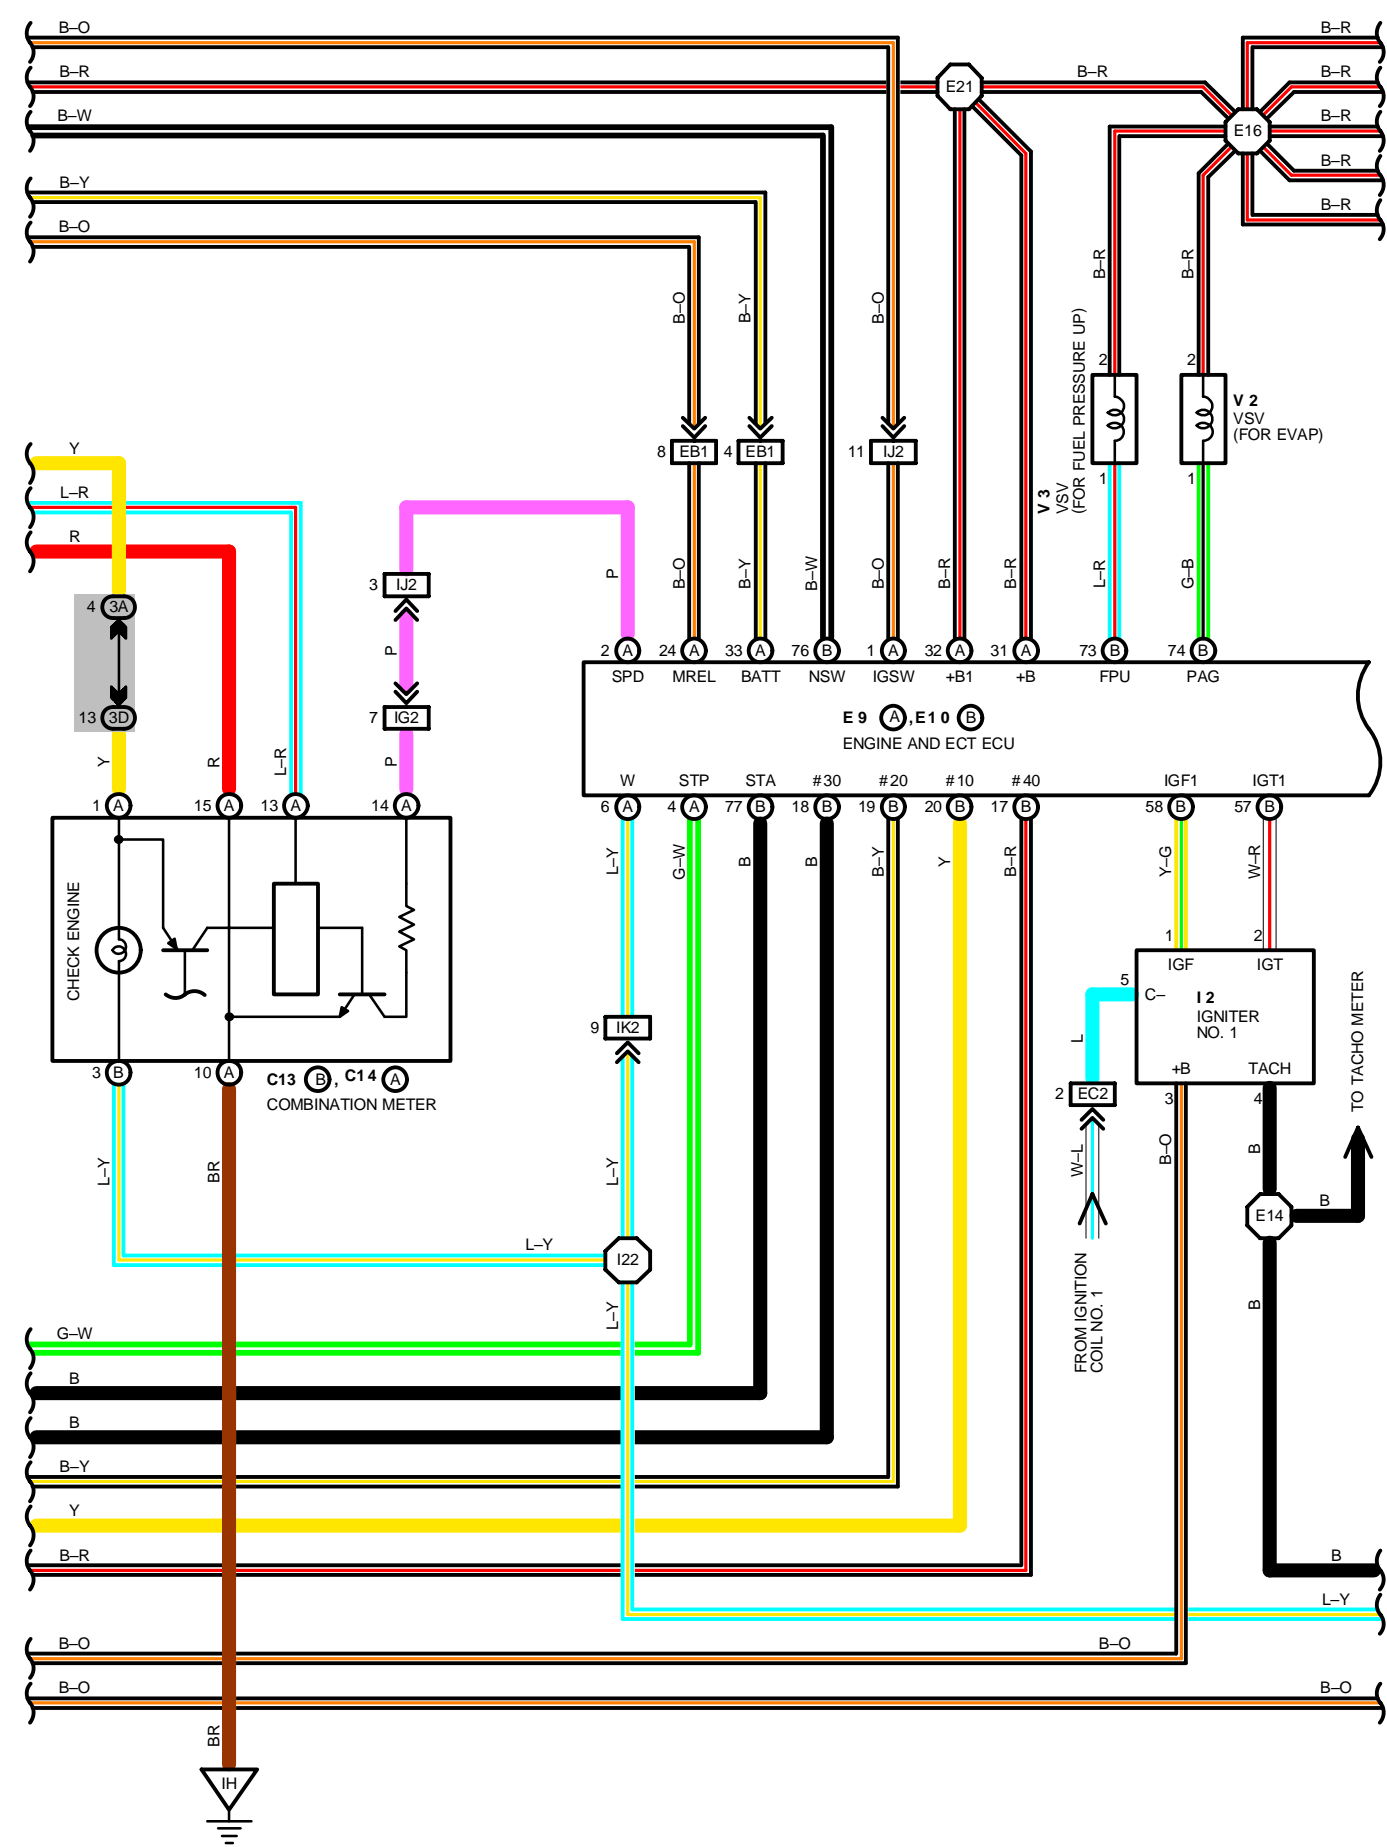 B–O
B–R
B–R
B–R
E21
B–R
B–W
B–R
E16
B–Y
B–R
B–R
B–O
B–O
B–Y
B–O
B–R
B–R
2
2
V 3
VSV
(FOR FUEL PRESSURE UP)
V 2
VSV
(FOR EVAP)
Y
8 EB1
4 EB1
11 IJ2
1
1
L–R
R
3 IJ2
P
P
B–O
B–Y
B–W
B–O
B–R
B–R
L–R
G–B
4 3A
13 3D
7 IG2
2 A
24 A
33 A
76 B
1 A
32 A
31 A
73 B
74 B
SPD
MREL
BATT
NSW
IGSW
+B1
+B
FPU
PAG
E 9 A , E 1 0 B
ENGINE AND ECT ECU
Y
R
L–R
P
W
STP
STA
#30
#20
#10
#40
IGF1
IGT1
1 A
15 A
13 A
14 A
6 A
4 A
77 B
18 B
19 B
20 B
17 B
58 B
57 B
L–Y
G–W
B
B
B–Y
Y
B–R
Y–G
W–R
CHECK ENGINE
1
2
IGF
IGT
5
C–
I 2
IGNITER
NO. 1
9 IK2
L
+B
TACH
TO TACHO METER
3 B
10 A
C13 B , C14 A
COMBINATION METER
2 EC2
3
4
L–Y
BR
L–Y
W–L
B–O
B
B
E14
L–Y
I22
FROM IGNITION
COIL NO. 1
L–Y
B
G–W
B
B
B–Y
Y
B–R
B
L–Y
B–O
B–O
B–O
B–O
BR
IH